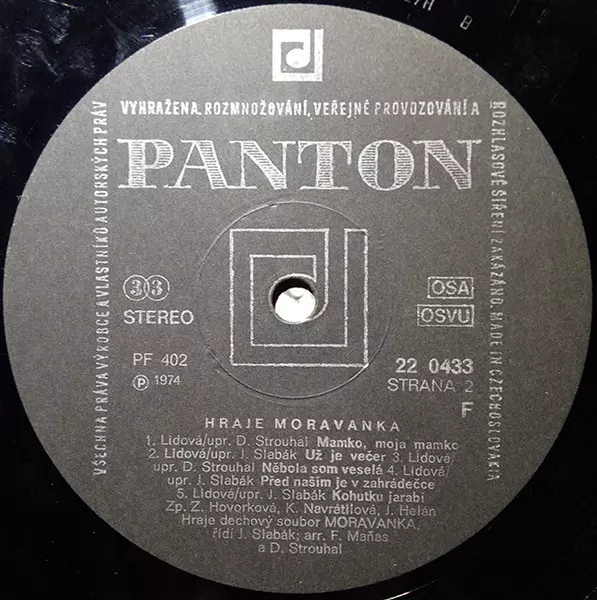 B
VYHRAŽENA. ROZMNOŽOVÁNÍ, VEŘEJNÉ PROVOZOVÁNÍ A
VŠECHNA PRÁVA VÝROBCE A VLASTNÍKŮ AUTORSKÝCH PRÁV
ROZHLASOVÉ ŠÍŘENÍ ZAKÁZÁNO. MADE IN CZECHOSLOVAKIA
PANTON
33
STEREO
OSA
OSVU
PF 402
Ⓟ 1974
22 0433
STRANA 2
F
HRAJE MORAVANKA
1. Lidová/upr. D. Strouhal Mamko, moja mamko
2. Lidová/upr. J. Slabák Už je večer 3. Lidová/
upr. D. Strouhal Něbola som veselá 4. Lidová/
upr. J. Slabák Před naším je v zahrádečce
5. Lidová/upr. J. Slabák Kohutku jarabí
Zp. Z. Hovorková, K. Navrátilová, J. Helán
Hraje dechový soubor MORAVANKA,
řídí J. Slabák; arr. F. Maňas
a D. Strouhal